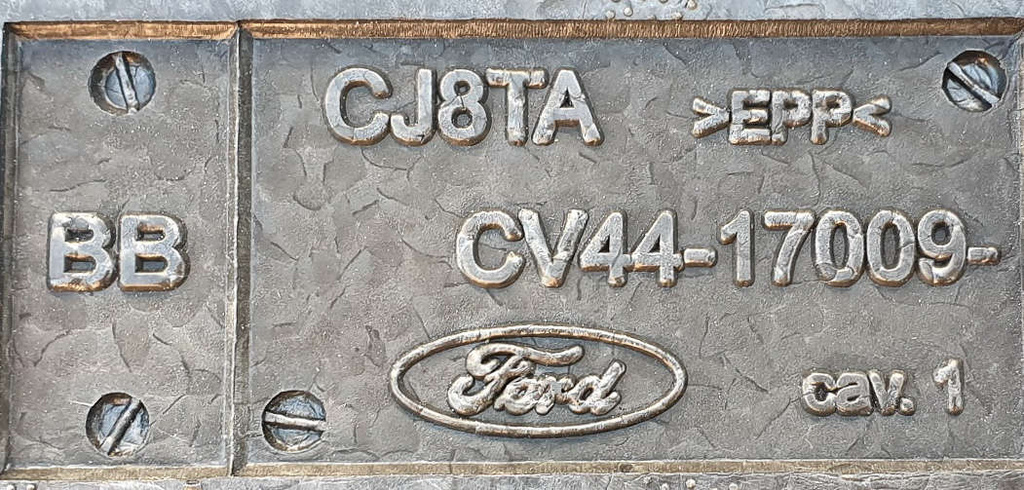 CJ8TA >EPP<
BB CV44-17009-
Ford cav. 1